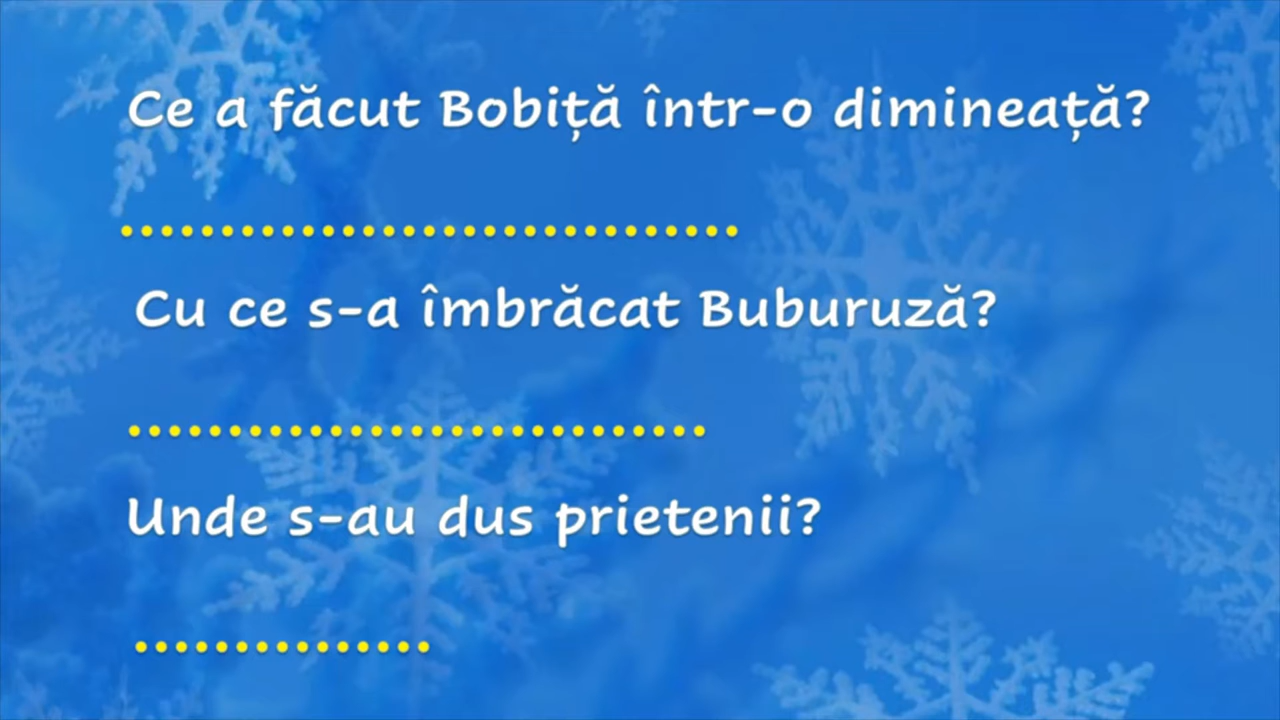 Ce a făcut Bobiță într-o dimineață?
...............................
Cu ce s-a îmbrăcat Buburuză?
.............................
Unde s-au dus prietenii?
...............